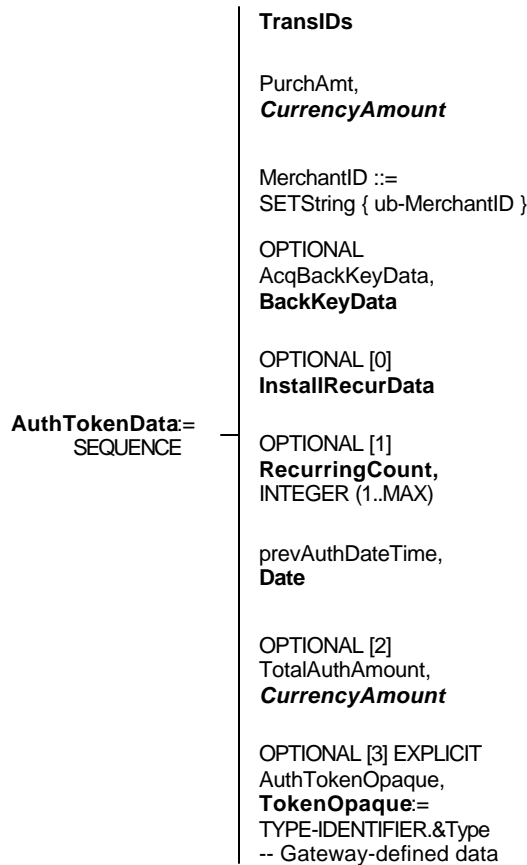 TransIDs
PurchAmt,
CurrencyAmount
MerchantID ::=
SETString { ub-MerchantID }
OPTIONAL
AcqBackKeyData,
BackKeyData
OPTIONAL [0]
InstallRecurData
AuthTokenData:=
SEQUENCE
OPTIONAL [1]
RecurringCount,
INTEGER (1..MAX)
prevAuthDateTime,
Date
OPTIONAL [2]
TotalAuthAmount,
CurrencyAmount
OPTIONAL [3] EXPLICIT
AuthTokenOpaque,
TokenOpaque:=
TYPE-IDENTIFIER.&Type
-- Gateway-defined data